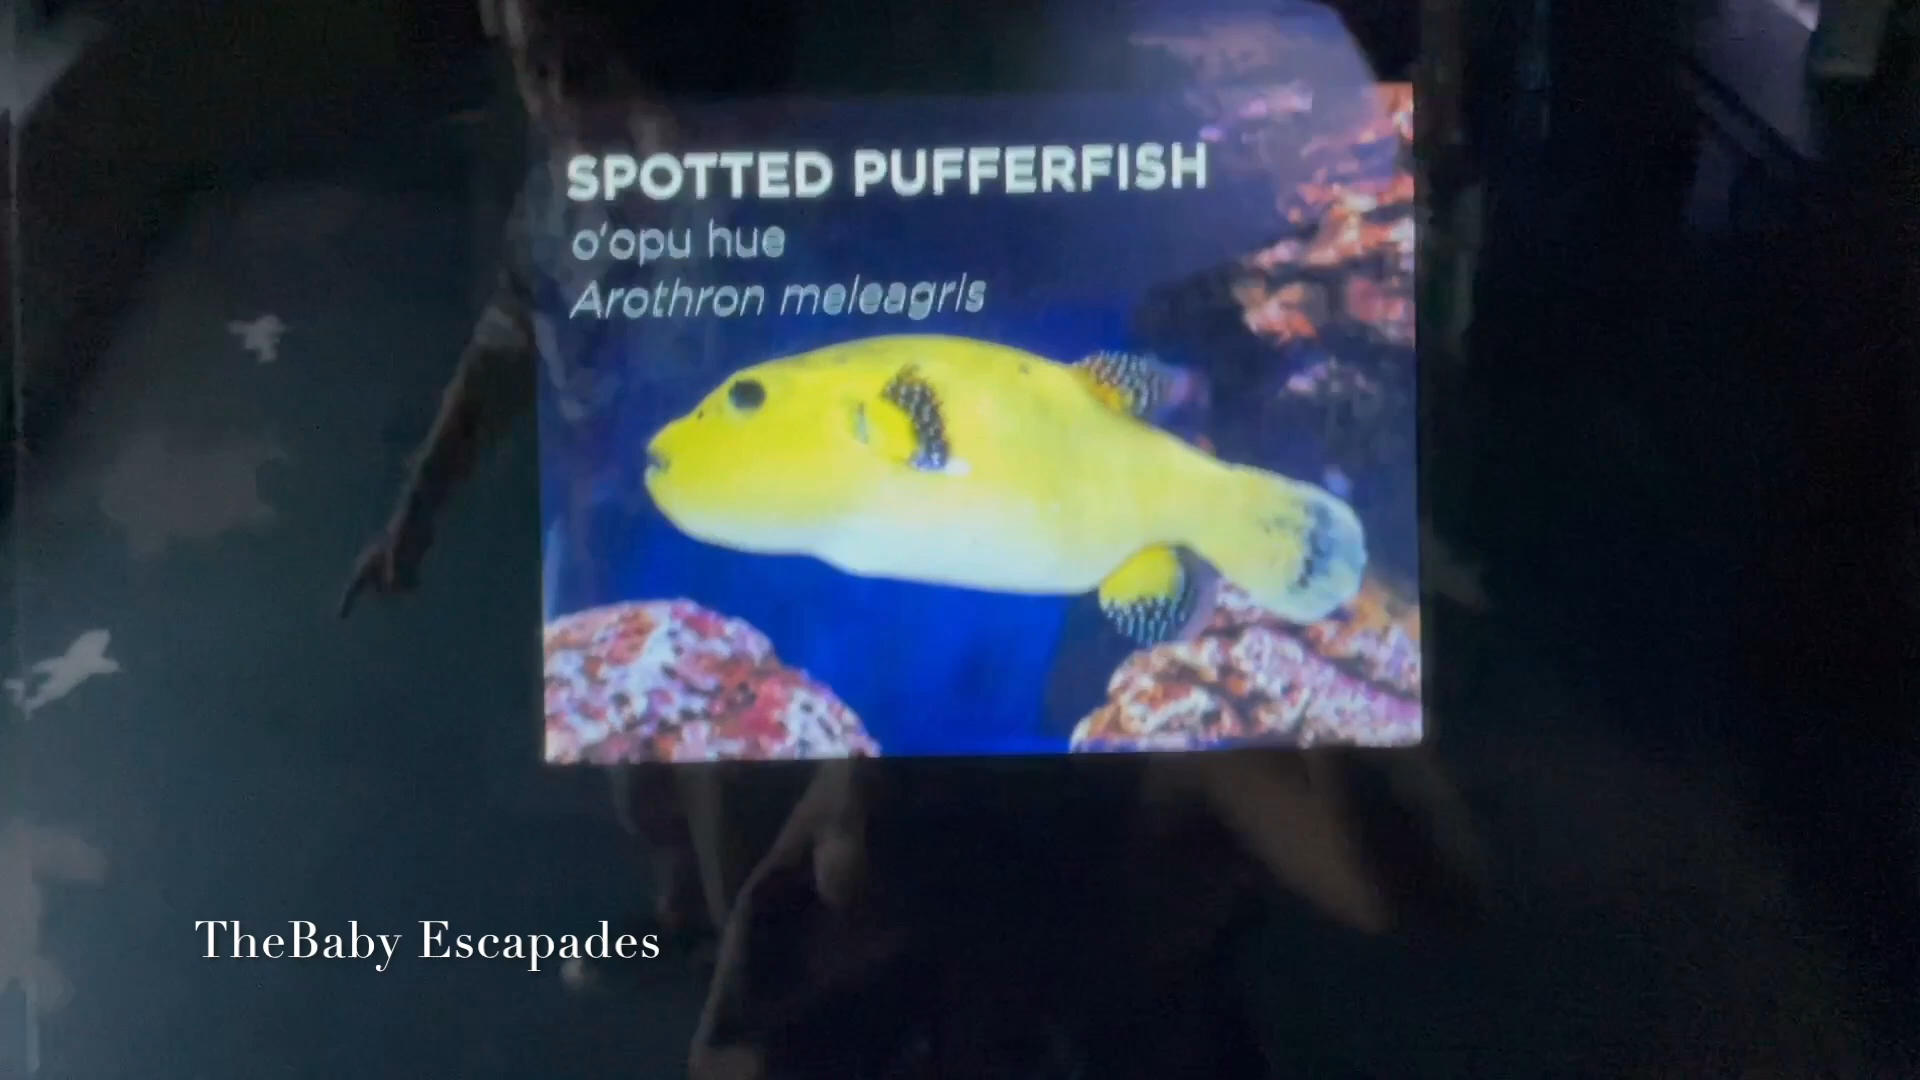 SPOTTED PUFFERFISH
o'opu hue
Arothron meleagris
TheBaby Escapades